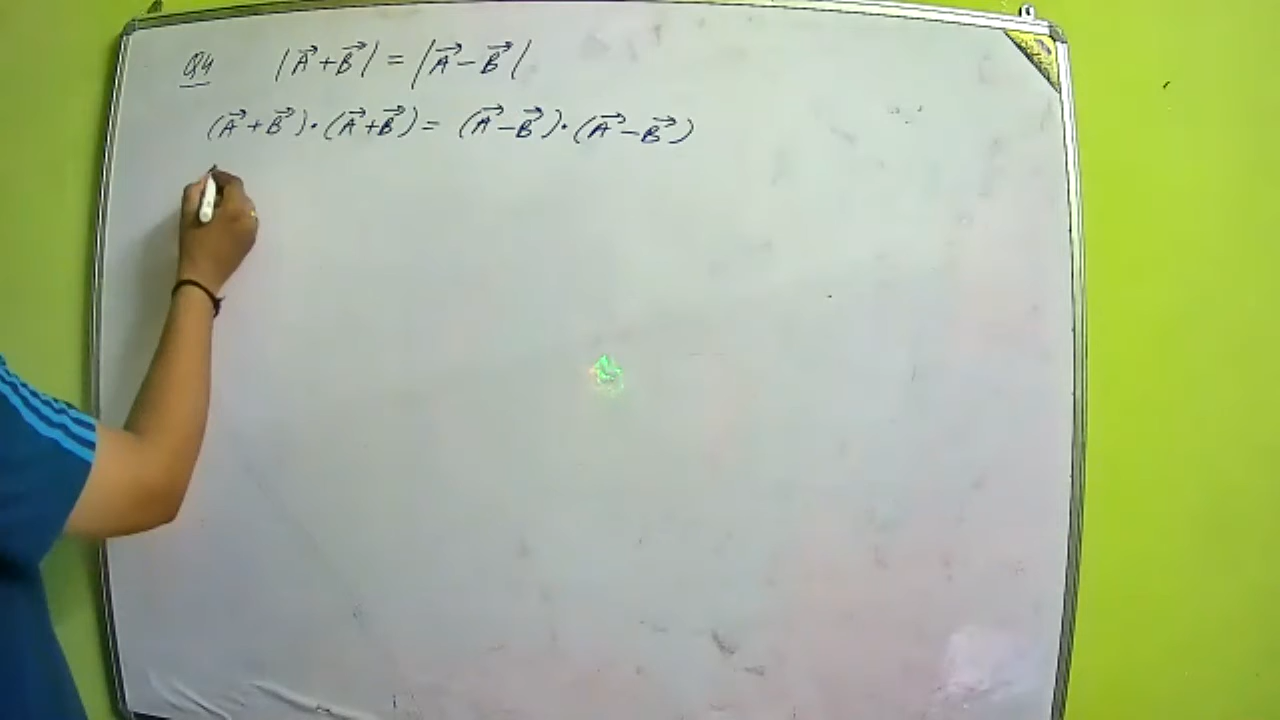 Q4 |A⃗+B⃗| = |A⃗-B⃗|
(A⃗+B⃗)·(A⃗+B⃗) = (A⃗-B⃗)·(A⃗-B⃗)